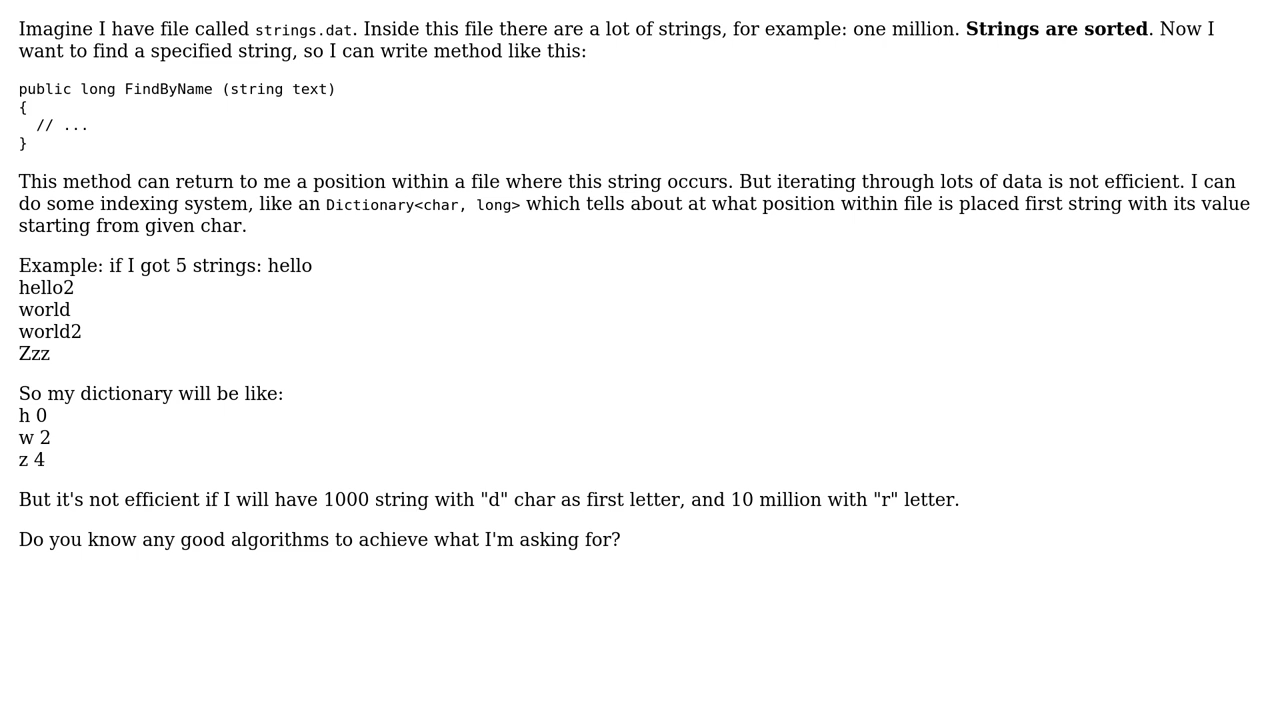 Imagine I have file called strings.dat. Inside this file there are a lot of strings, for example: one million. Strings are sorted. Now I
want to find a specified string, so I can write method like this:
public long FindByName (string text)
{
  // ...
}
This method can return to me a position within a file where this string occurs. But iterating through lots of data is not efficient. I can
do some indexing system, like an Dictionary<char, long> which tells about at what position within file is placed first string with its value
starting from given char.
Example: if I got 5 strings: hello
hello2
world
world2
Zzz
So my dictionary will be like:
h 0
w 2
z 4
But it's not efficient if I will have 1000 string with "d" char as first letter, and 10 million with "r" letter.
Do you know any good algorithms to achieve what I'm asking for?